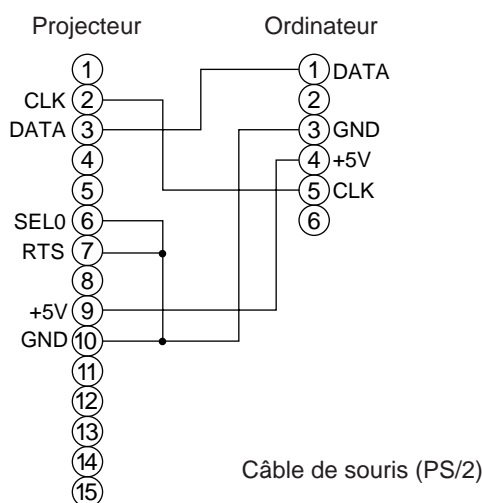 Projecteur Ordinateur
1 1 DATA
CLK 2 2
DATA 3 3 GND
4 4 +5V
5 5 CLK
SEL0 6 6
RTS 7
8
+5V 9
GND 10
11
12
13
14
15
Câble de souris (PS/2)